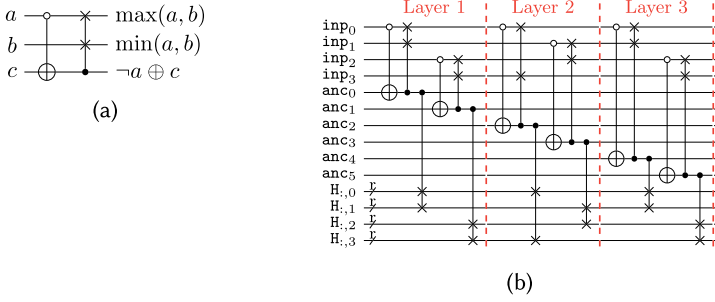 a max(a, b)
b min(a, b)
c ¬a ⊕ c
(a)
Layer 1 Layer 2 Layer 3
inp₀
inp₁
inp₂
inp₃
anc₀
anc₁
anc₂
anc₃
anc₄
anc₅
H:,₀ r
H:,₁ r
H:,₂ r
H:,₃ r
(b)